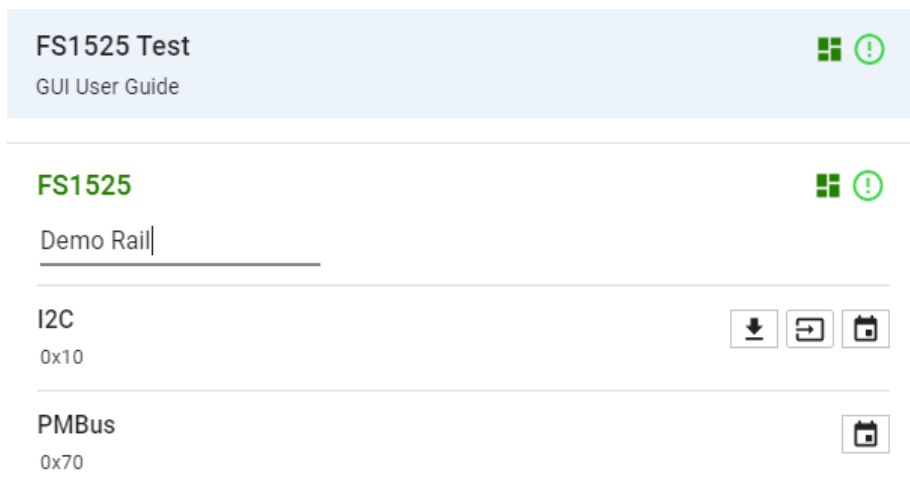 FS1525 Test
GUI User Guide
FS1525
Demo Rail
I2C
0x10
PMBus
0x70